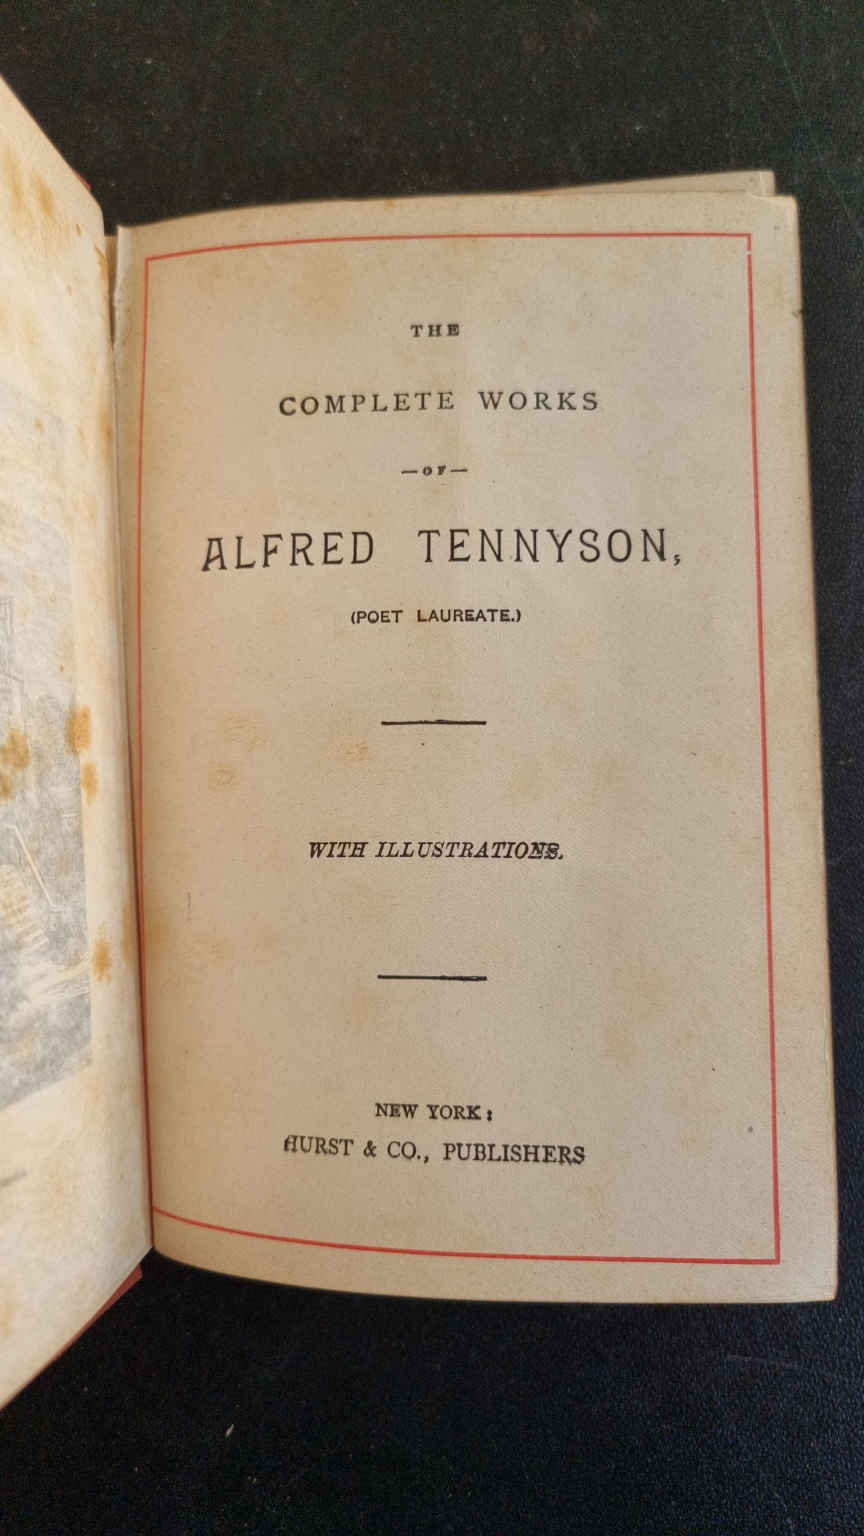 THE
COMPLETE WORKS
—OF—
ALFRED TENNYSON,
(POET LAUREATE.)
WITH ILLUSTRATIONS.
NEW YORK:
HURST & CO., PUBLISHERS